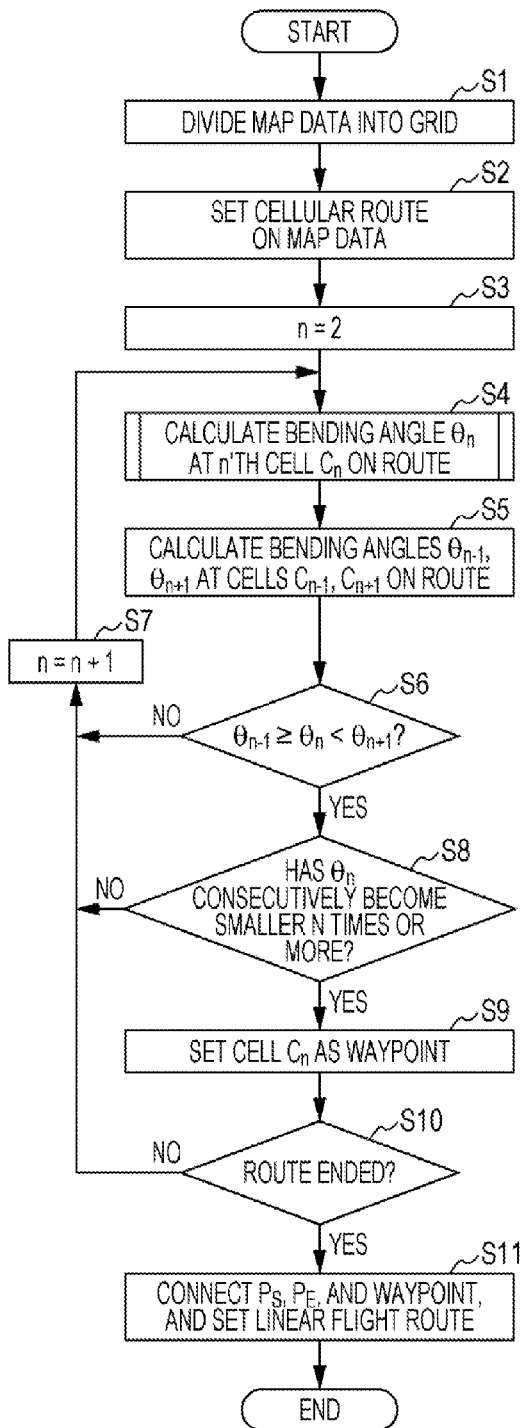 START
S1
DIVIDE MAP DATA INTO GRID
S2
SET CELLULAR ROUTE
ON MAP DATA
S3
n = 2
S4
CALCULATE BENDING ANGLE θn
AT n'TH CELL Cn ON ROUTE
S5
CALCULATE BENDING ANGLES θn-1,
θn+1 AT CELLS Cn-1, Cn+1 ON ROUTE
S7
n = n + 1
S6
NO
θn-1 ≥ θn < θn+1?
YES
S8
NO
HAS θn
CONSECUTIVELY BECOME
SMALLER N TIMES OR
MORE?
YES
S9
SET CELL Cn AS WAYPOINT
S10
NO
ROUTE ENDED?
YES
S11
CONNECT PS, PE, AND WAYPOINT,
AND SET LINEAR FLIGHT ROUTE
END